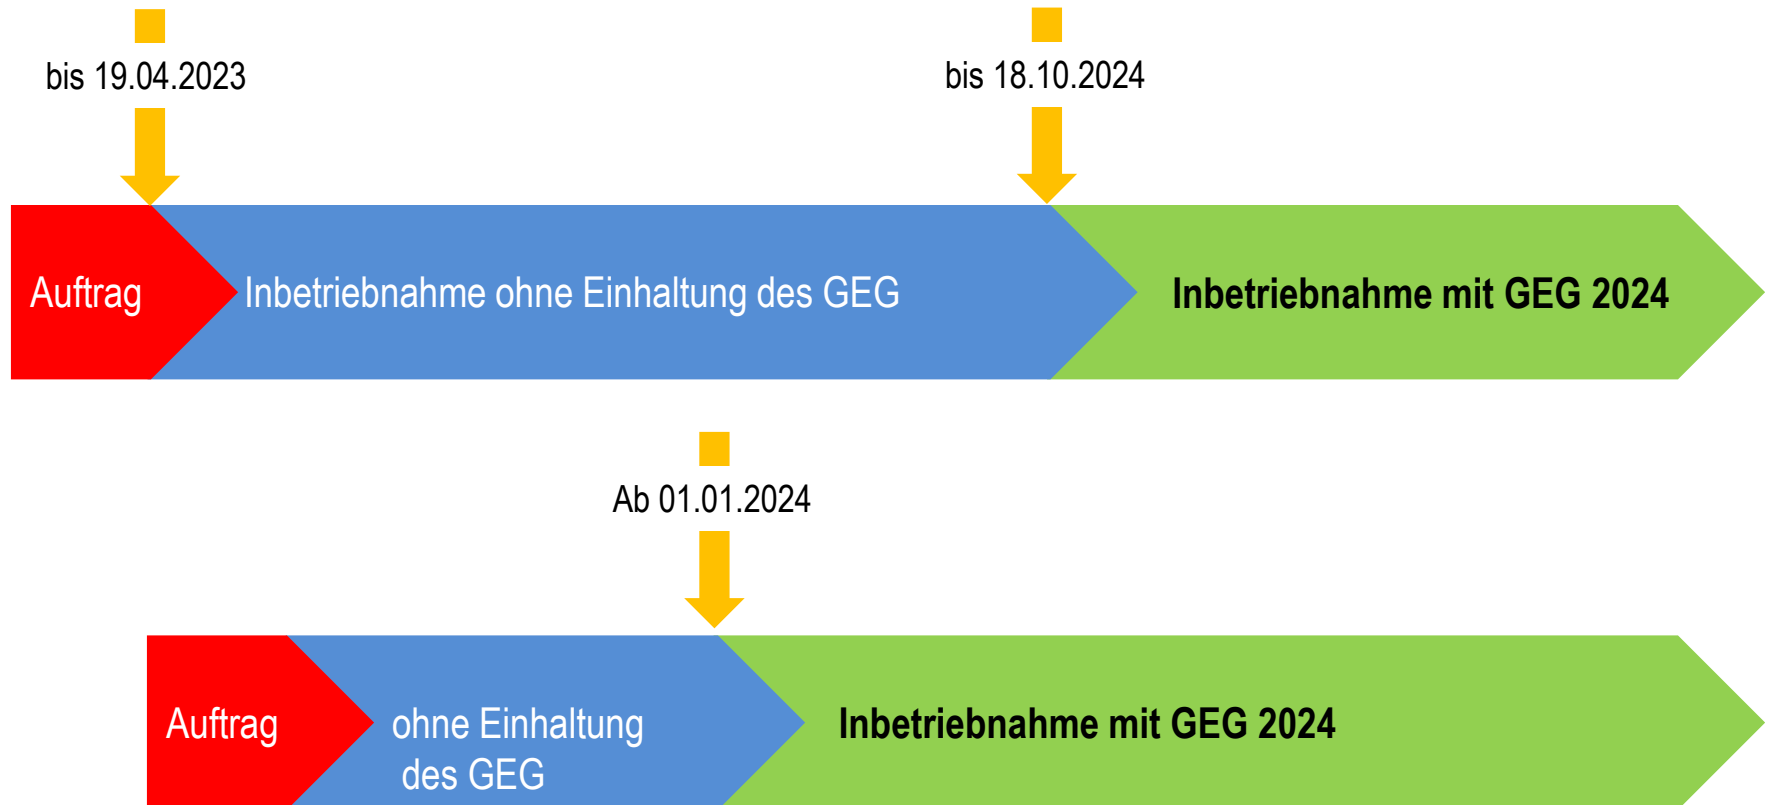 bis 19.04.2023
bis 18.10.2024
Auftrag
Inbetriebnahme ohne Einhaltung des GEG
Inbetriebnahme mit GEG 2024
Ab 01.01.2024
Auftrag
ohne Einhaltung
des GEG
Inbetriebnahme mit GEG 2024